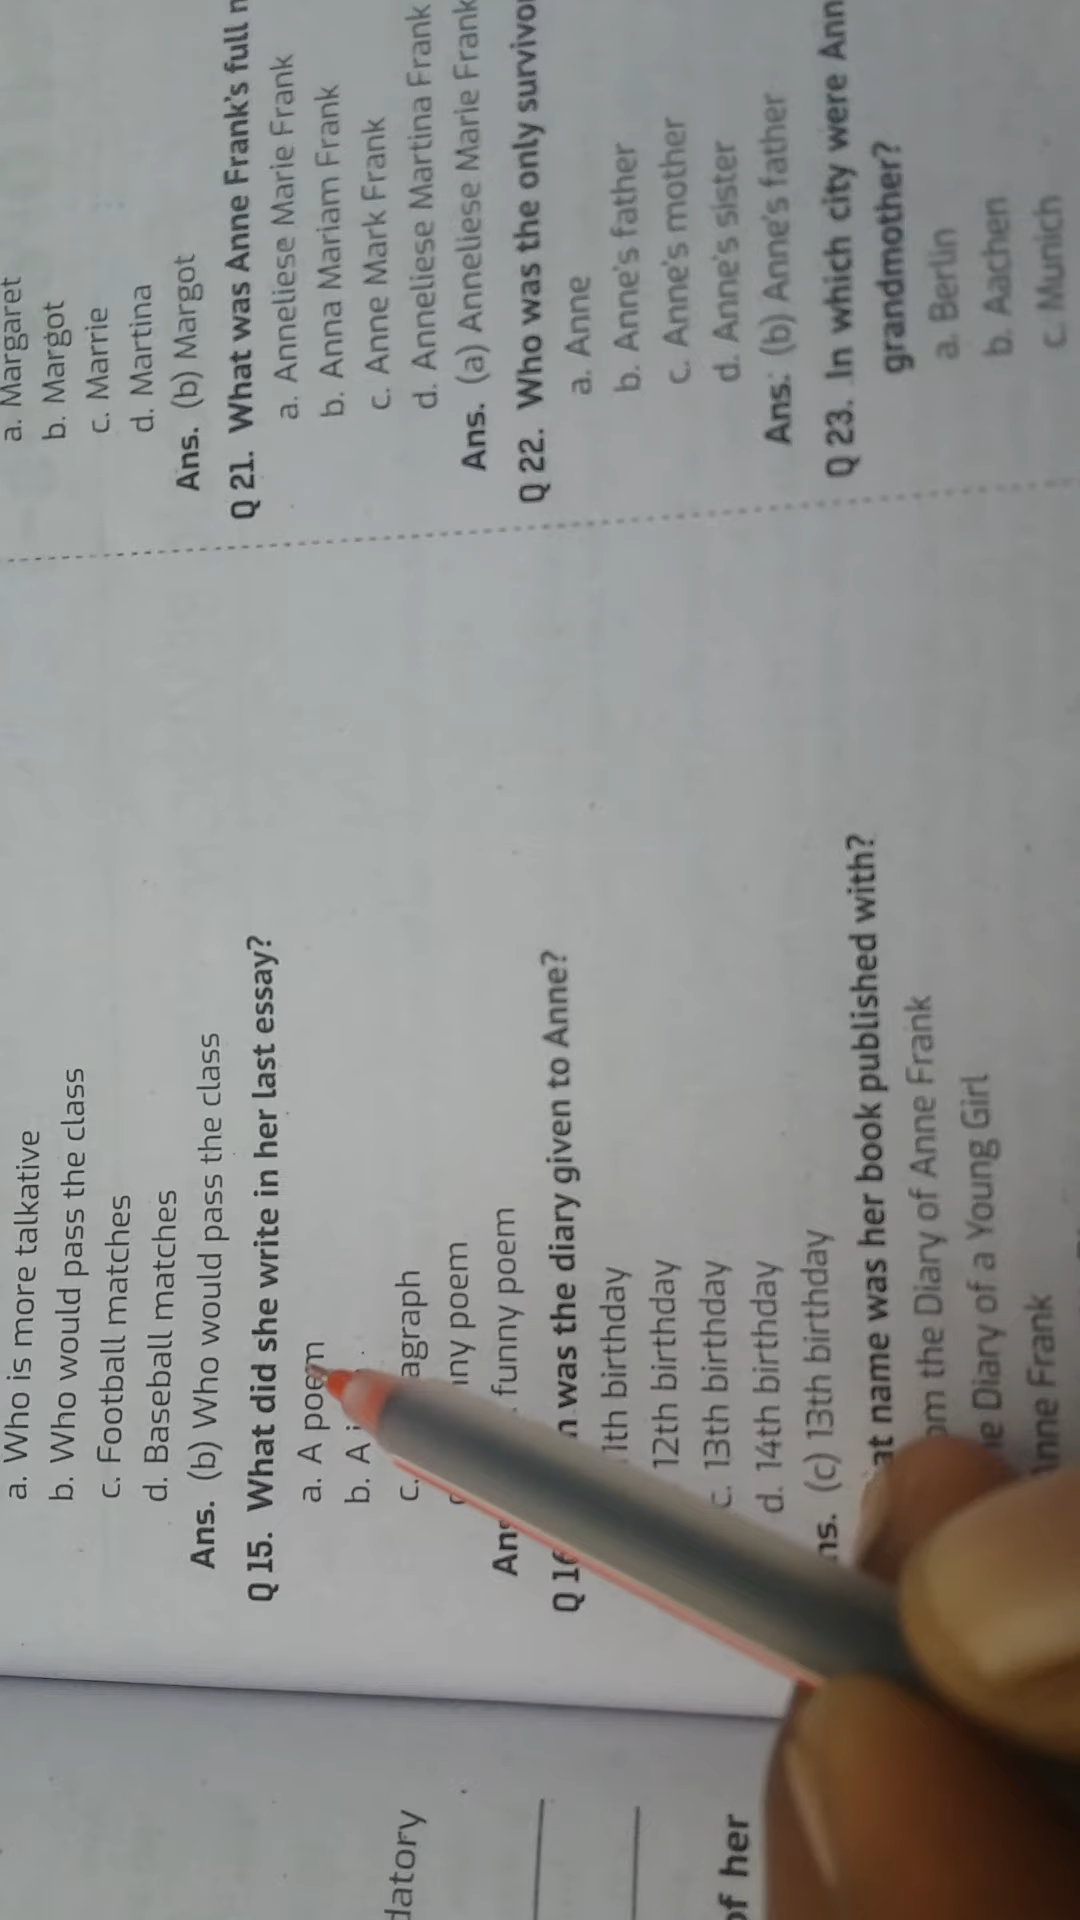 datory
of her
a. Who is more talkative
b. Who would pass the class
c. Football matches
d. Baseball matches
Ans. (b) Who would pass the class
Q 15. What did she write in her last essay?
a. A poem
b. A
c. agraph
poem
funny poem
Q 16 was the diary given to Anne?
1th birthday
12th birthday
c. 13th birthday
d. 14th birthday
ns. (c) 13th birthday
at name was her book published with?
om the Diary of Anne Frank
e Diary of a Young Girl
Anne Frank
a. Margaret
b. Margot
c. Marrie
d. Martina
Ans. (b) Margot
Q 21. What was Anne Frank's full n
a. Anneliese Marie Frank
b. Anna Mariam Frank
c. Anne Mark Frank
d. Anneliese Martina Frank
Ans. (a) Anneliese Marie Frank
Q 22. Who was the only survivo
a. Anne
b. Anne's father
c. Anne's mother
d. Anne's sister
Ans. (b) Anne's father
Q 23. In which city were Ann
grandmother?
a. Berlin
b. Aachen
c. Munich